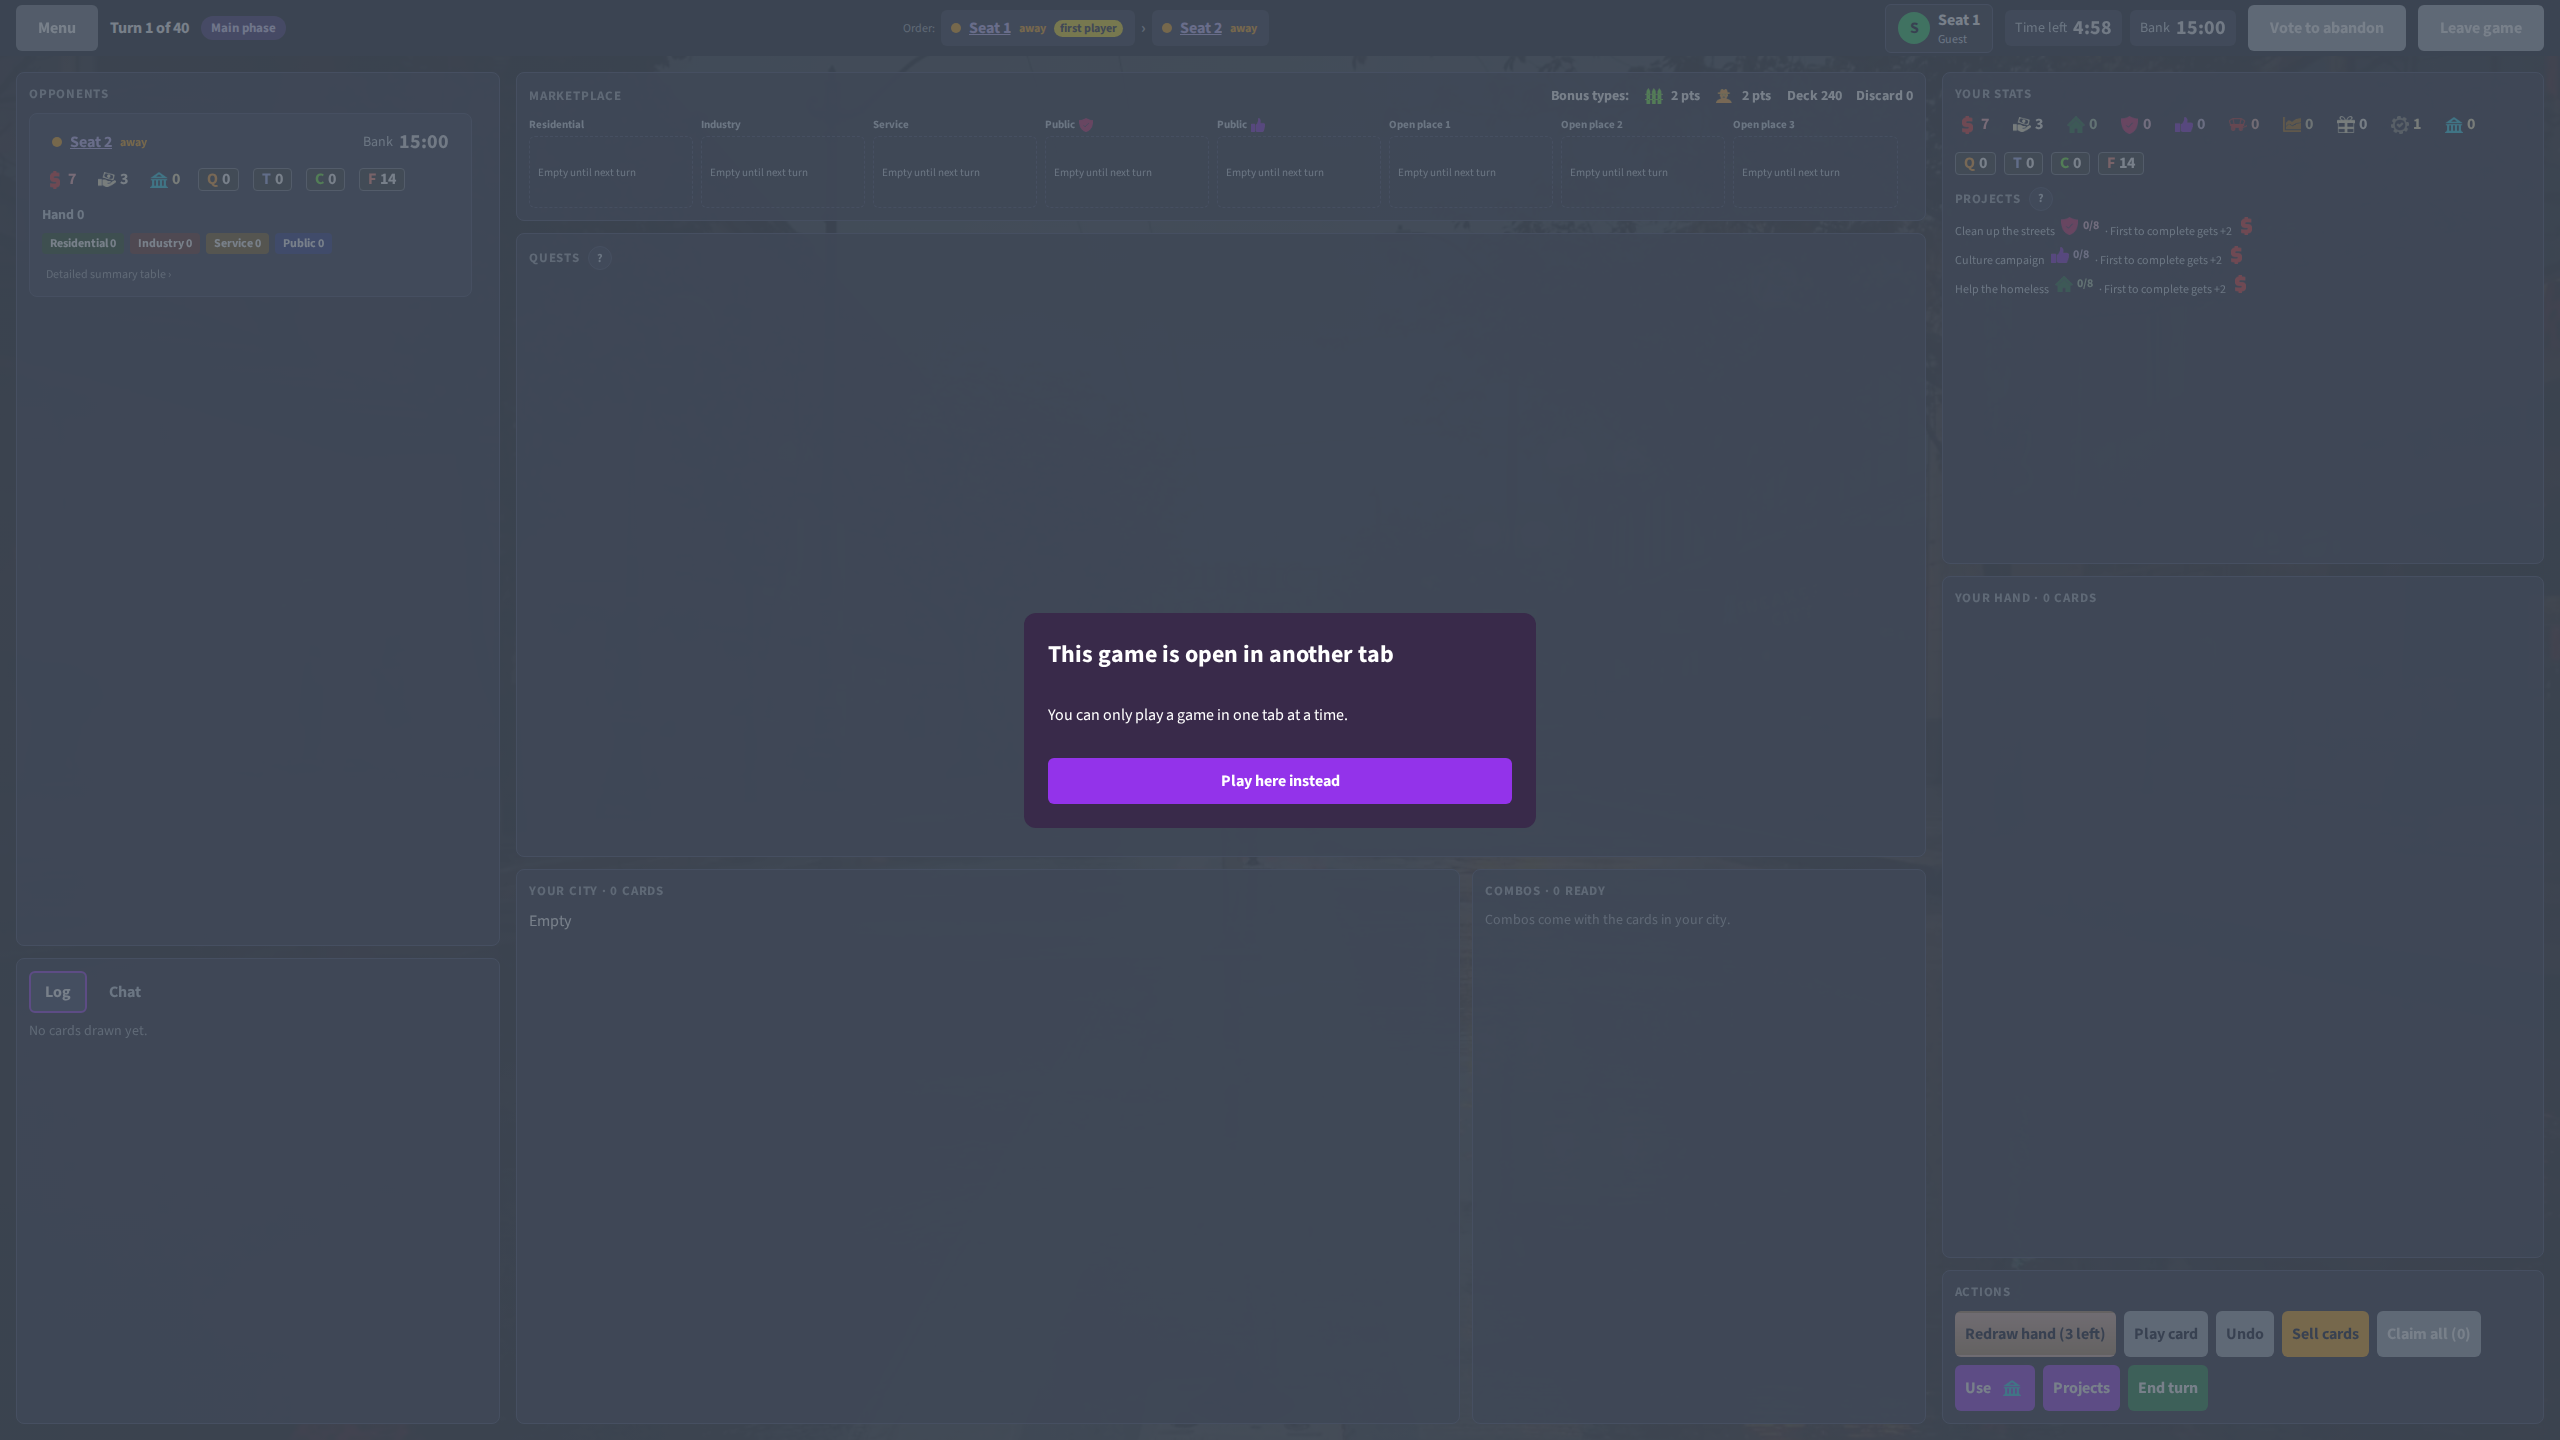 Menu Turn 1 of 40 Main phase Order: Seat 1 away first player › Seat 2 away S Seat 1 Guest Time left 4:58 Bank 15:00 Vote to abandon Leave game
OPPONENTS
Seat 2 away Bank 15:00
7 3 0 Q 0 T 0 C 0 F 14
Hand 0
Residential 0 Industry 0 Service 0 Public 0
Detailed summary table ›
MARKETPLACE Bonus types: 2 pts 2 pts Deck 240 Discard 0
Residential Industry Service Public Public Open place 1 Open place 2 Open place 3
Empty until next turn Empty until next turn Empty until next turn Empty until next turn Empty until next turn Empty until next turn Empty until next turn Empty until next turn
QUESTS ?
YOUR STATS
7 3 0 0 0 0 0 0 1 0
Q 0 T 0 C 0 F 14
PROJECTS ?
Clean up the streets 0/8 · First to complete gets +2
Culture campaign 0/8 · First to complete gets +2
Help the homeless 0/8 · First to complete gets +2
This game is open in another tab
You can only play a game in one tab at a time.
Play here instead
YOUR HAND · 0 CARDS
YOUR CITY · 0 CARDS
Empty
COMBOS · 0 READY
Combos come with the cards in your city.
Log Chat
No cards drawn yet.
ACTIONS
Redraw hand (3 left) Play card Undo Sell cards Claim all (0)
Use Projects End turn